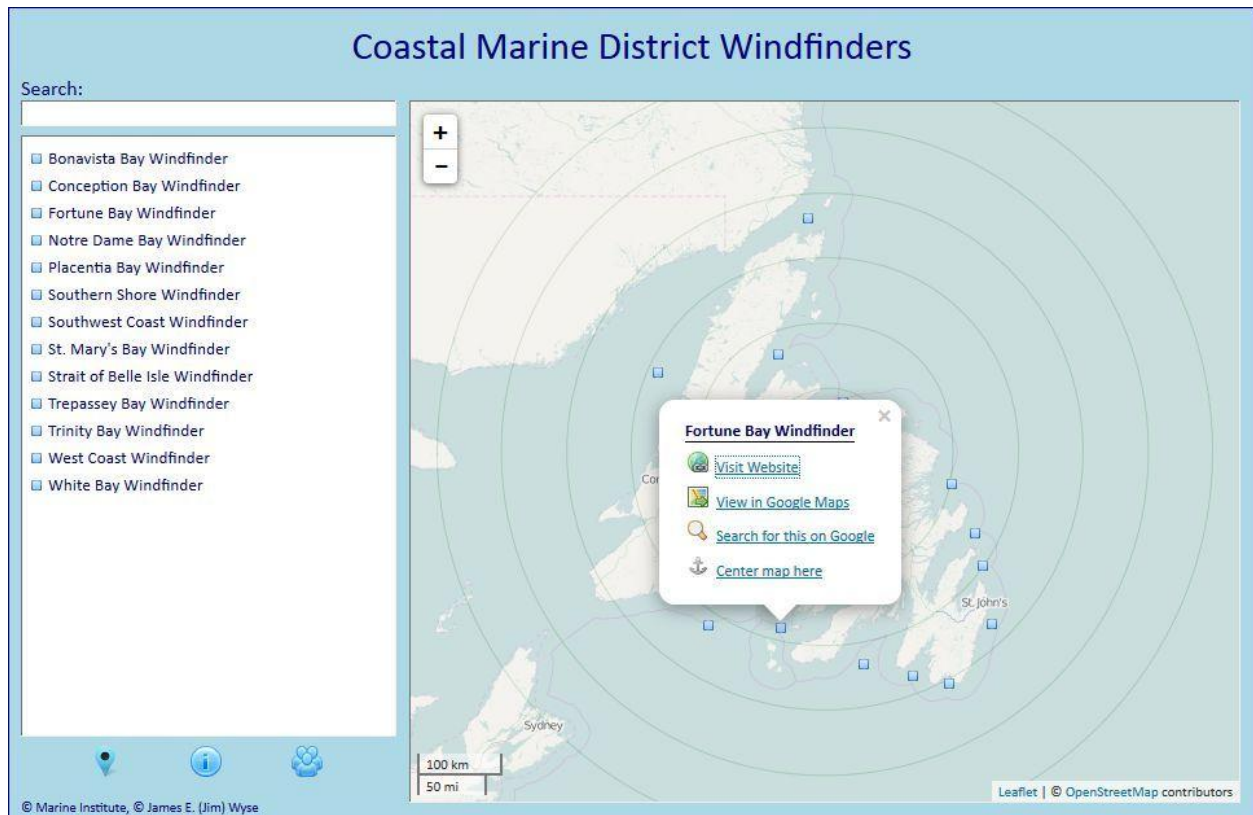 Coastal Marine District Windfinders
Search:
Bonavista Bay Windfinder
Conception Bay Windfinder
Fortune Bay Windfinder
Notre Dame Bay Windfinder
Placentia Bay Windfinder
Southern Shore Windfinder
Southwest Coast Windfinder
St. Mary's Bay Windfinder
Strait of Belle Isle Windfinder
Trepassey Bay Windfinder
Trinity Bay Windfinder
West Coast Windfinder
White Bay Windfinder
© Marine Institute, © James E. (Jim) Wyse
+
−
Fortune Bay Windfinder
×
Visit Website
View in Google Maps
Search for this on Google
Center map here
St. John's
Sydney
100 km
50 mi
Leaflet | © OpenStreetMap contributors